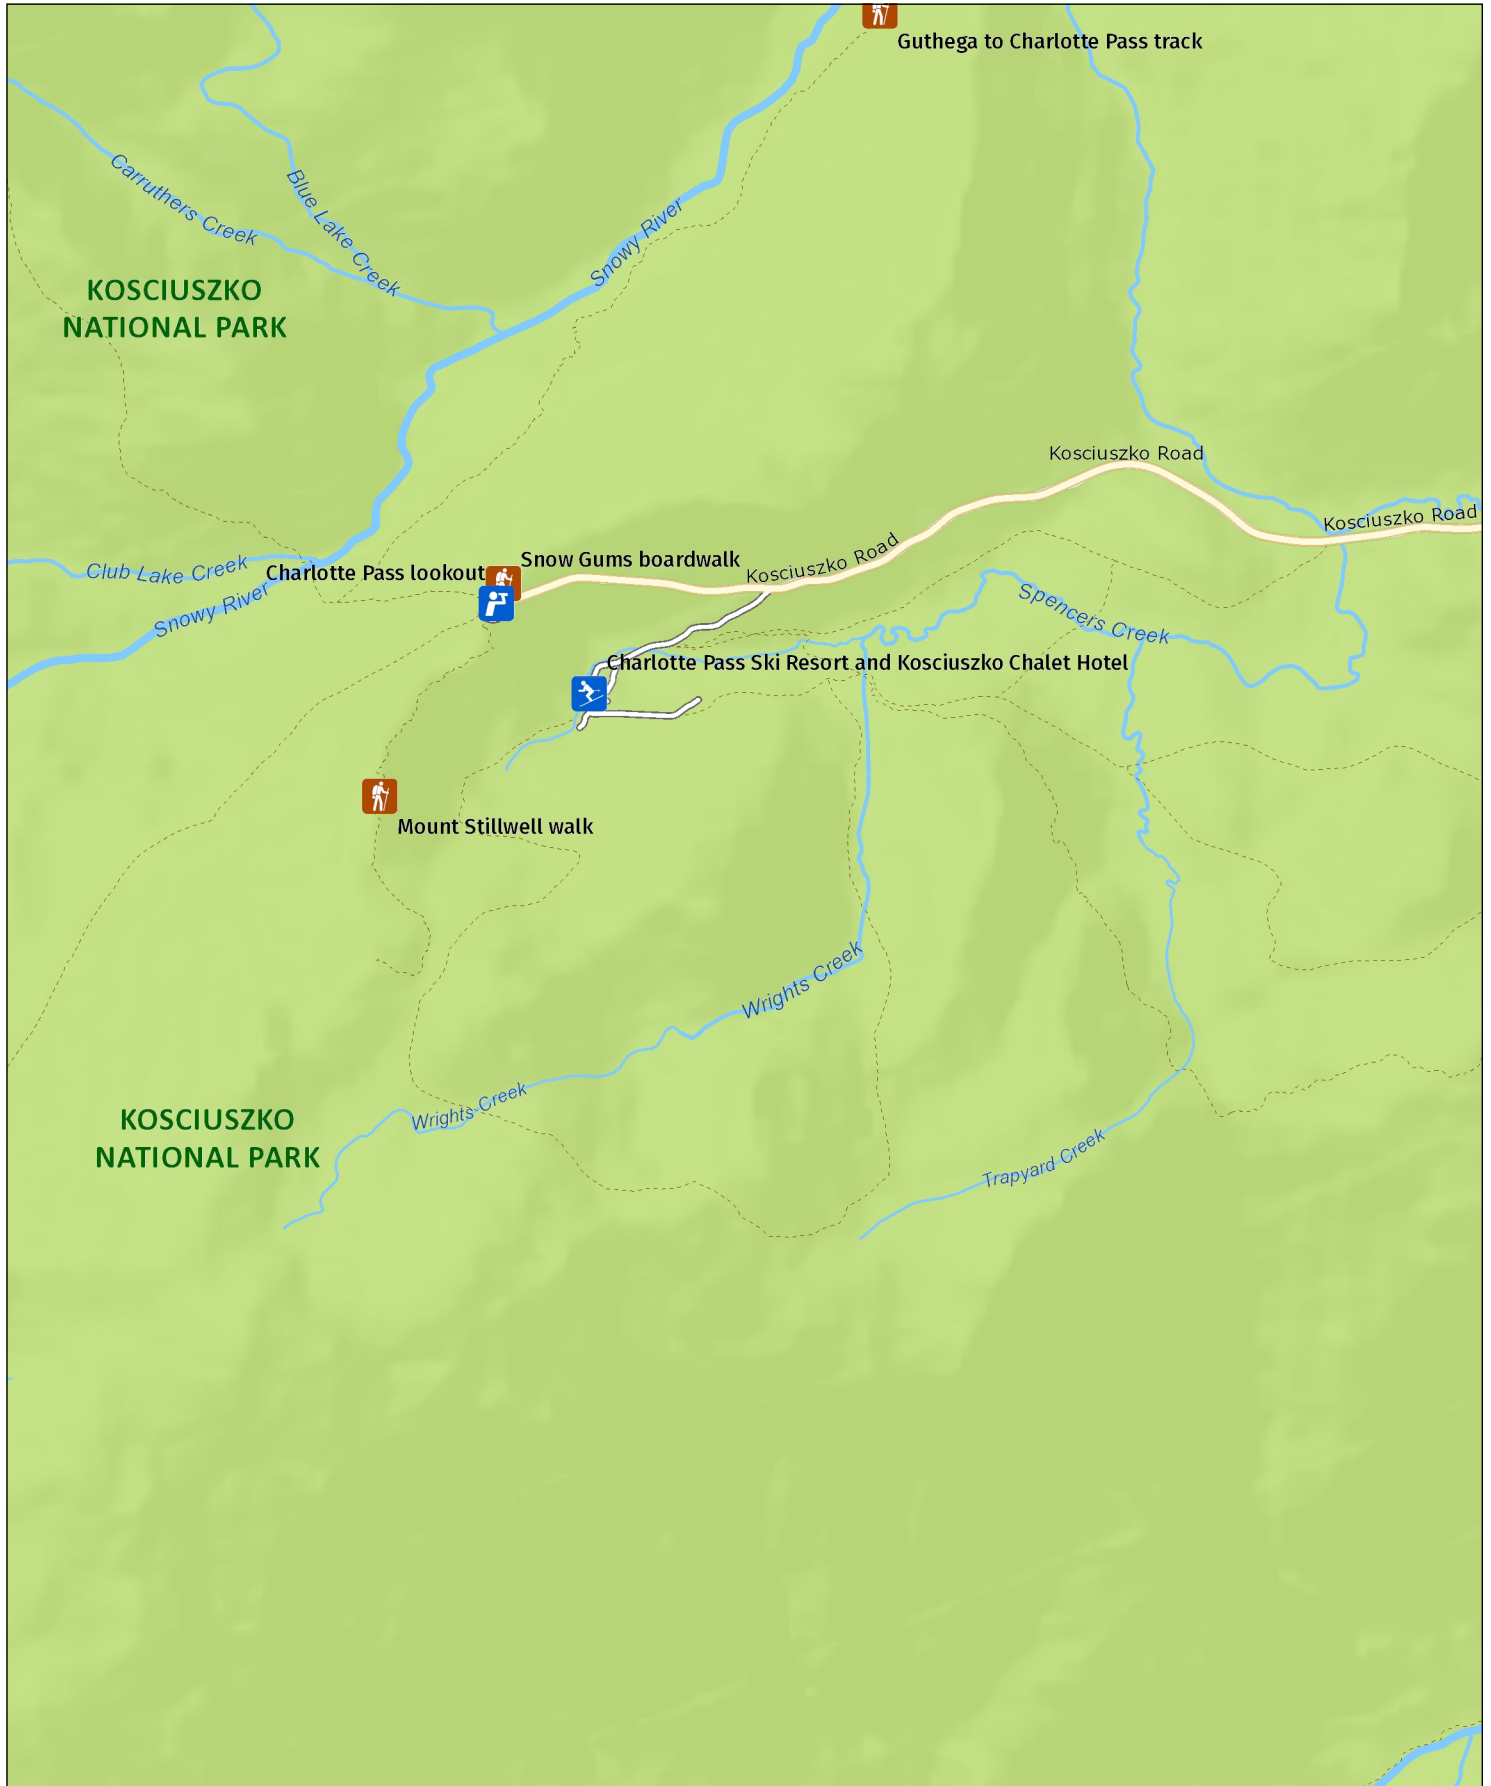 Guthega to Charlotte Pass track
Carruthers Creek
Blue Lake Creek
Snowy River
KOSCIUSZKO
NATIONAL PARK
Kosciuszko Road
Kosciuszko Road
Kosciuszko Road
Snow Gums boardwalk
Club Lake Creek
Charlotte Pass lookout
Snowy River
Spencers Creek
Charlotte Pass Ski Resort and Kosciuszko Chalet Hotel
Mount Stillwell walk
Wrights Creek
Wrights Creek
KOSCIUSZKO
NATIONAL PARK
Trapyard Creek